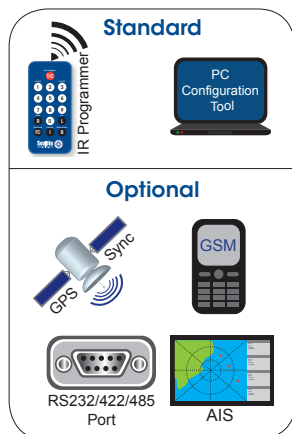 Standard
IR Programmer
PC
Configuration
Tool
Optional
GPS
Sync
GSM
RS232/422/485
Port
AIS